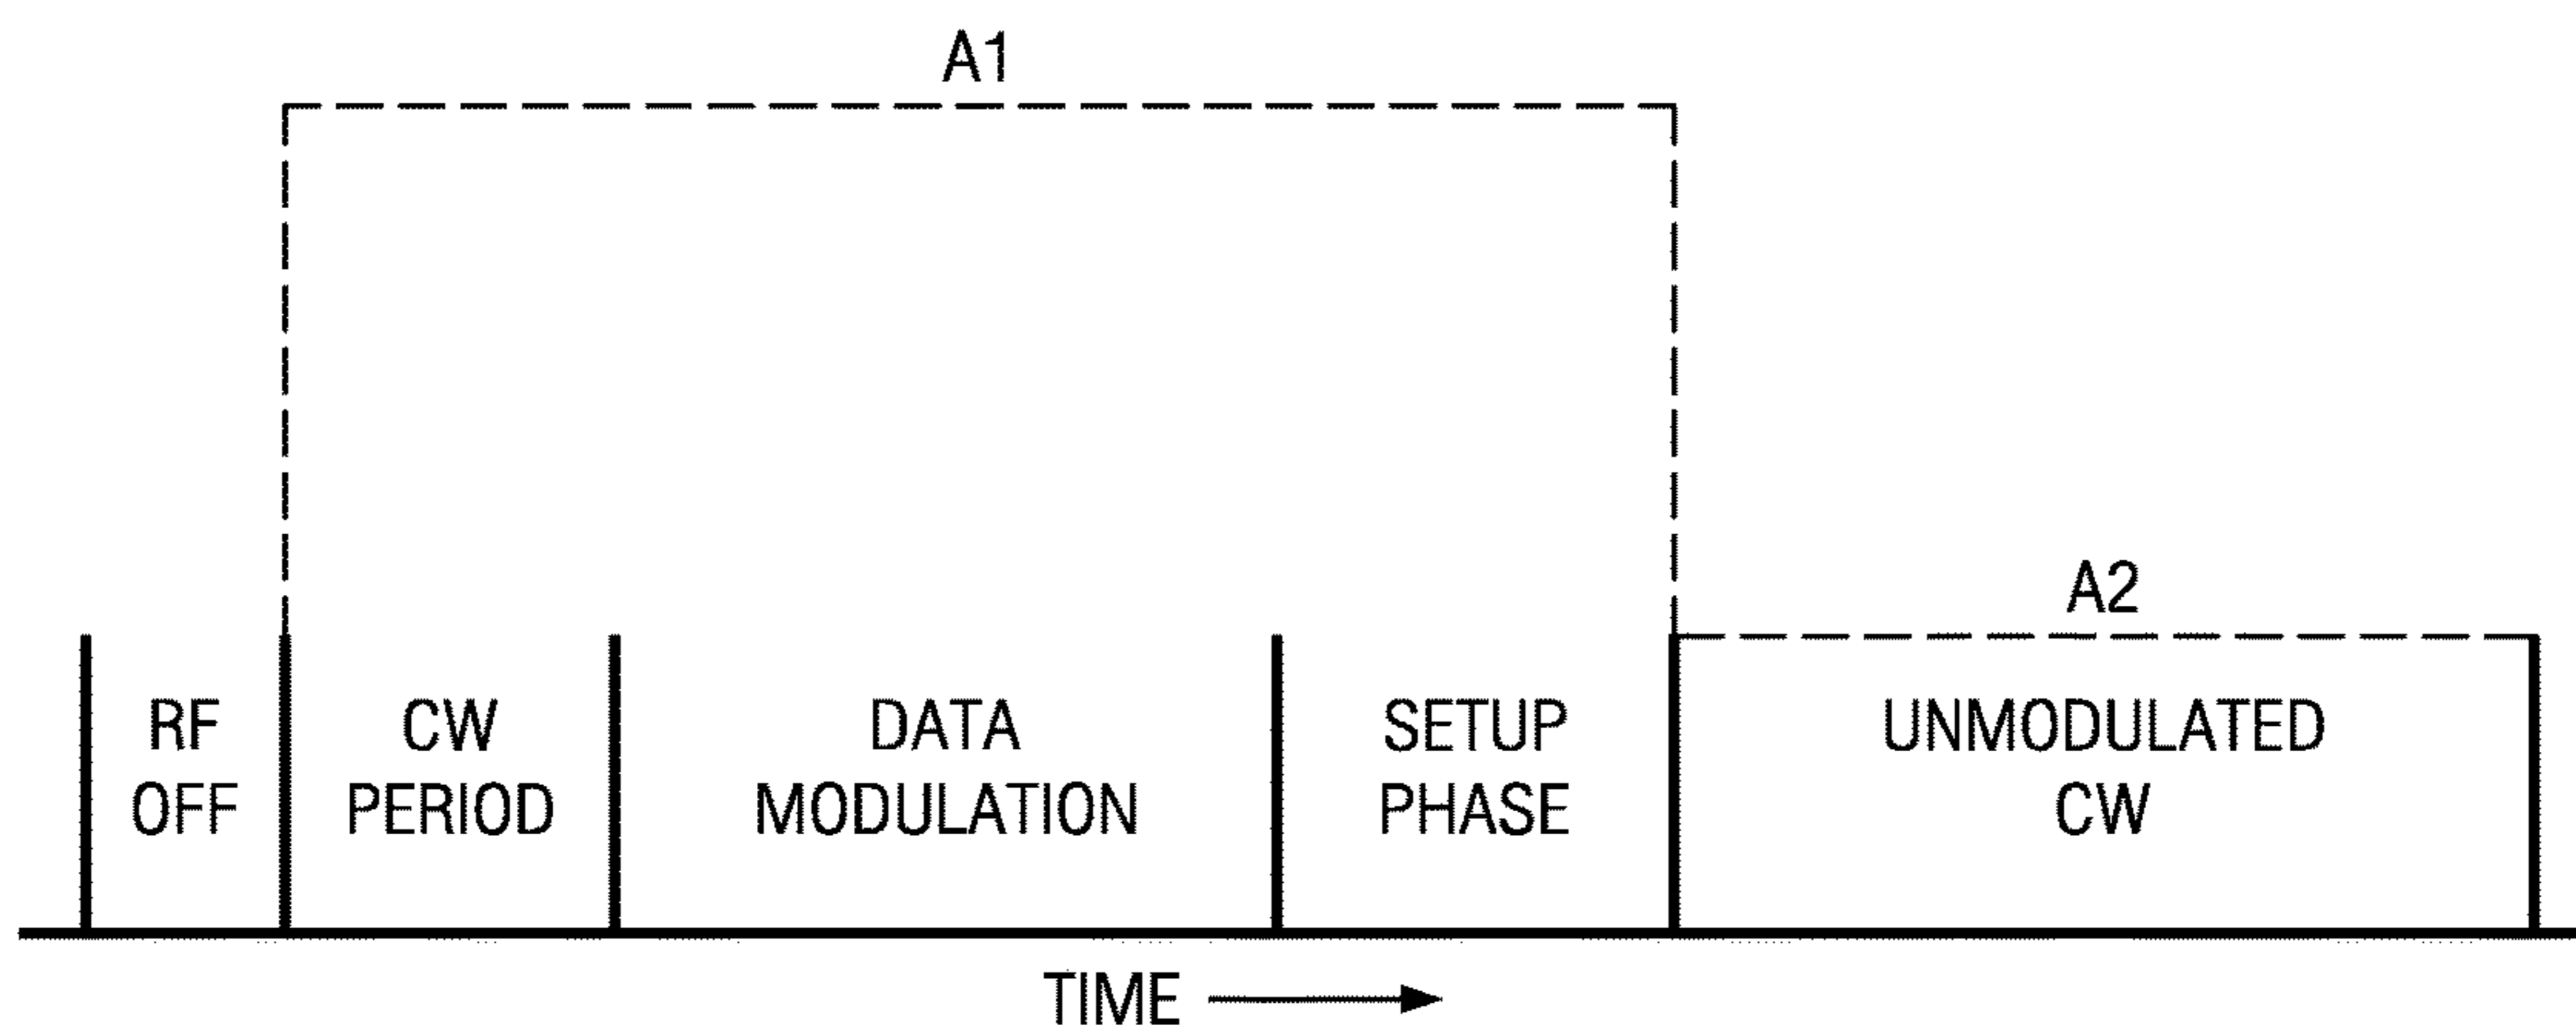 A1
A2
RF
OFF
CW
PERIOD
DATA
MODULATION
SETUP
PHASE
UNMODULATED
CW
TIME